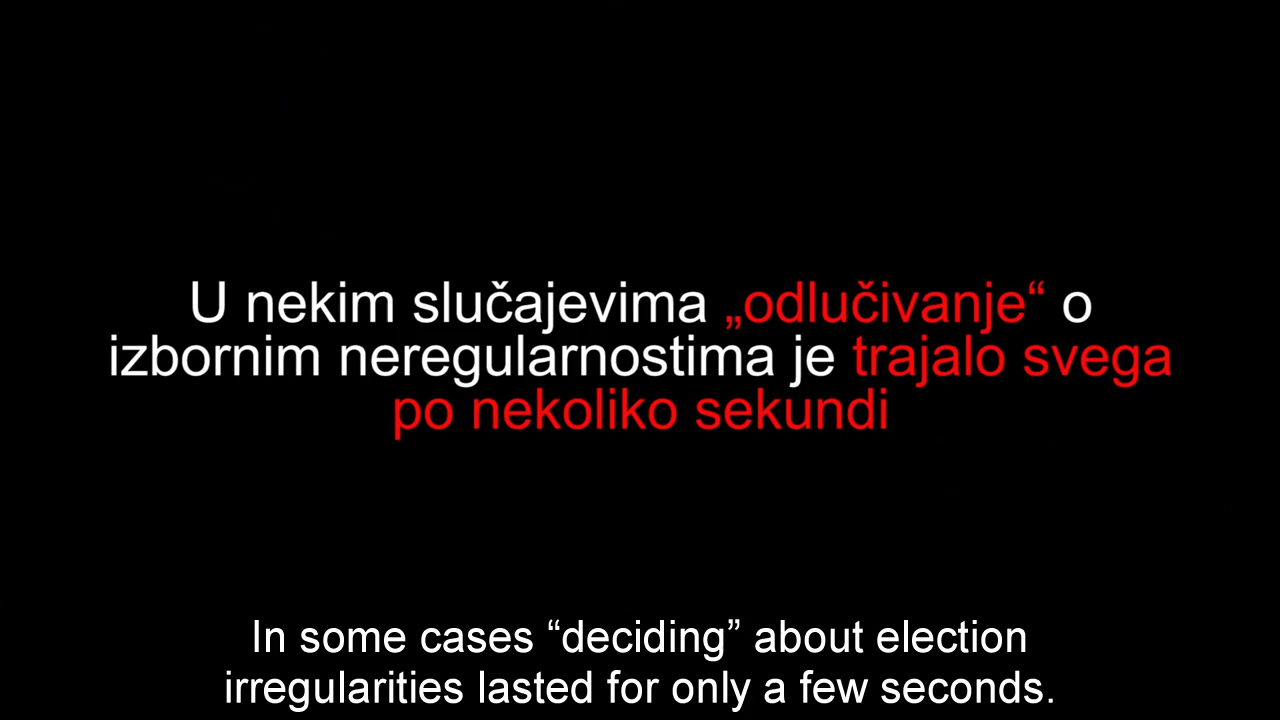 U nekim slučajevima „odlučivanje“ o
izbornim neregularnostima je trajalo svega
po nekoliko sekundi
In some cases “deciding” about election
irregularities lasted for only a few seconds.